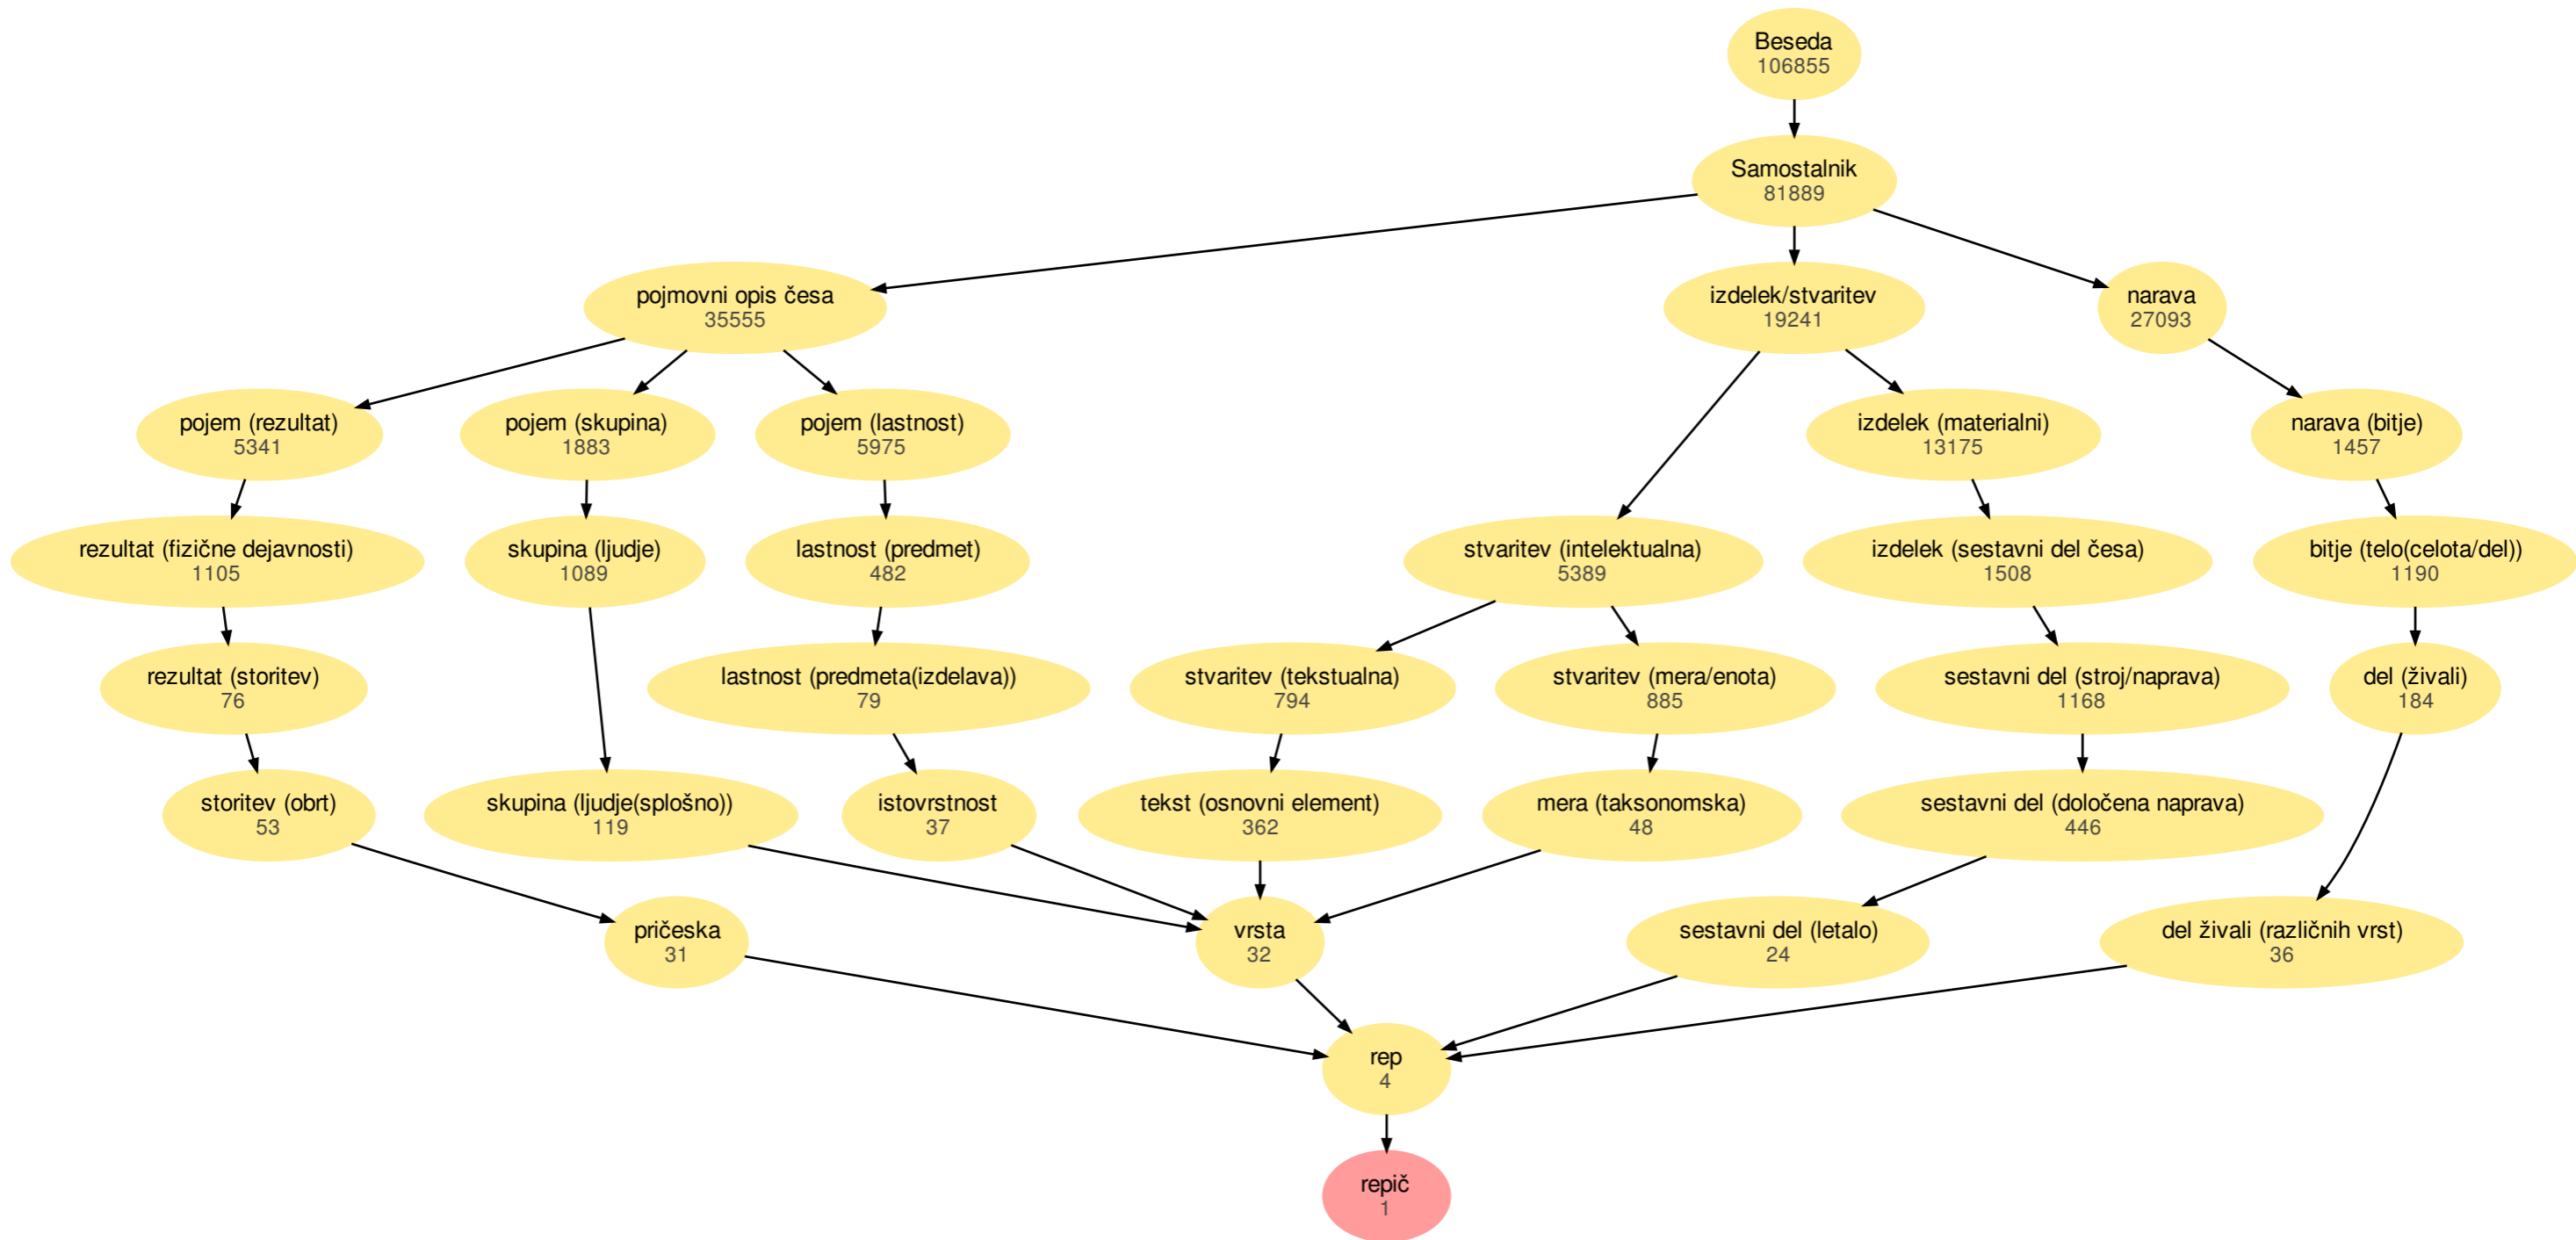 Beseda
106855
Samostalnik
81889
pojmovni opis česa
35555
izdelek/stvaritev
19241
narava
27093
pojem (rezultat)
5341
pojem (skupina)
1883
pojem (lastnost)
5975
izdelek (materialni)
13175
narava (bitje)
1457
rezultat (fizične dejavnosti)
1105
skupina (ljudje)
1089
lastnost (predmet)
482
stvaritev (intelektualna)
5389
izdelek (sestavni del česa)
1508
bitje (telo(celota/del))
1190
rezultat (storitev)
76
lastnost (predmeta(izdelava))
79
stvaritev (tekstualna)
794
stvaritev (mera/enota)
885
sestavni del (stroj/naprava)
1168
del (živali)
184
storitev (obrt)
53
skupina (ljudje(splošno))
119
istovrstnost
37
tekst (osnovni element)
362
mera (taksonomska)
48
sestavni del (določena naprava)
446
pričeska
31
vrsta
32
sestavni del (letalo)
24
del živali (različnih vrst)
36
rep
4
repič
1